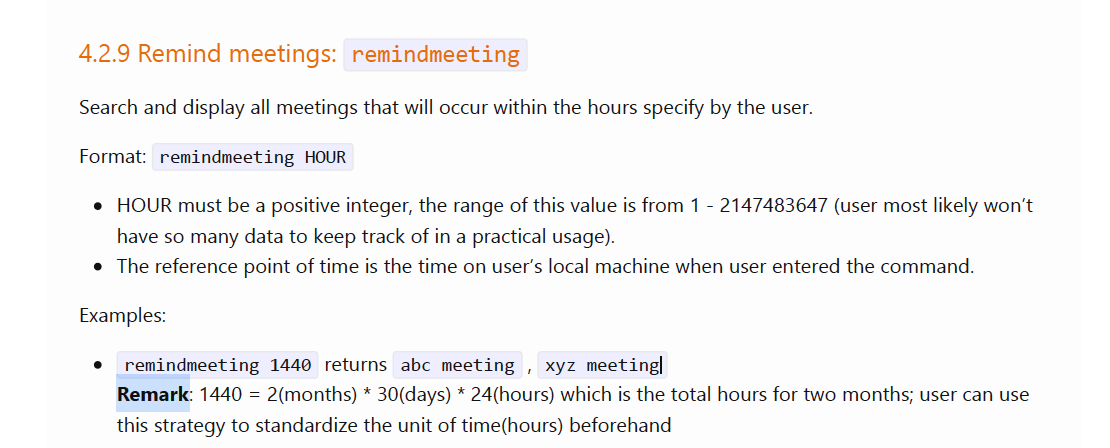 4.2.9 Remind meetings: remindmeeting
Search and display all meetings that will occur within the hours specify by the user.
Format: remindmeeting HOUR
• HOUR must be a positive integer, the range of this value is from 1 - 2147483647 (user most likely won’t
have so many data to keep track of in a practical usage).
• The reference point of time is the time on user’s local machine when user entered the command.
Examples:
• remindmeeting 1440 returns abc meeting , xyz meeting
Remark: 1440 = 2(months) * 30(days) * 24(hours) which is the total hours for two months; user can use
this strategy to standardize the unit of time(hours) beforehand